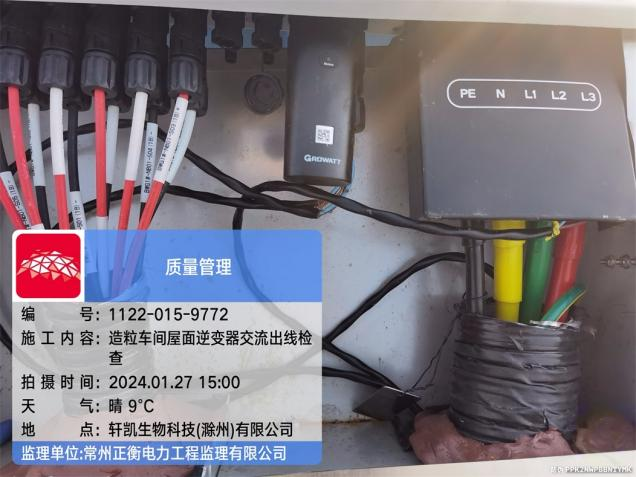 PE N L1 L2 L3
GROWATT
质量管理
编号:1122-015-9772
施工内容:造粒车间屋面逆变器交流出线检
查
拍摄时间:2024.01.27 15:00
天气:晴 9°C
地点:轩凯生物科技(滁州)有限公司
监理单位:常州正衡电力工程监理有限公司